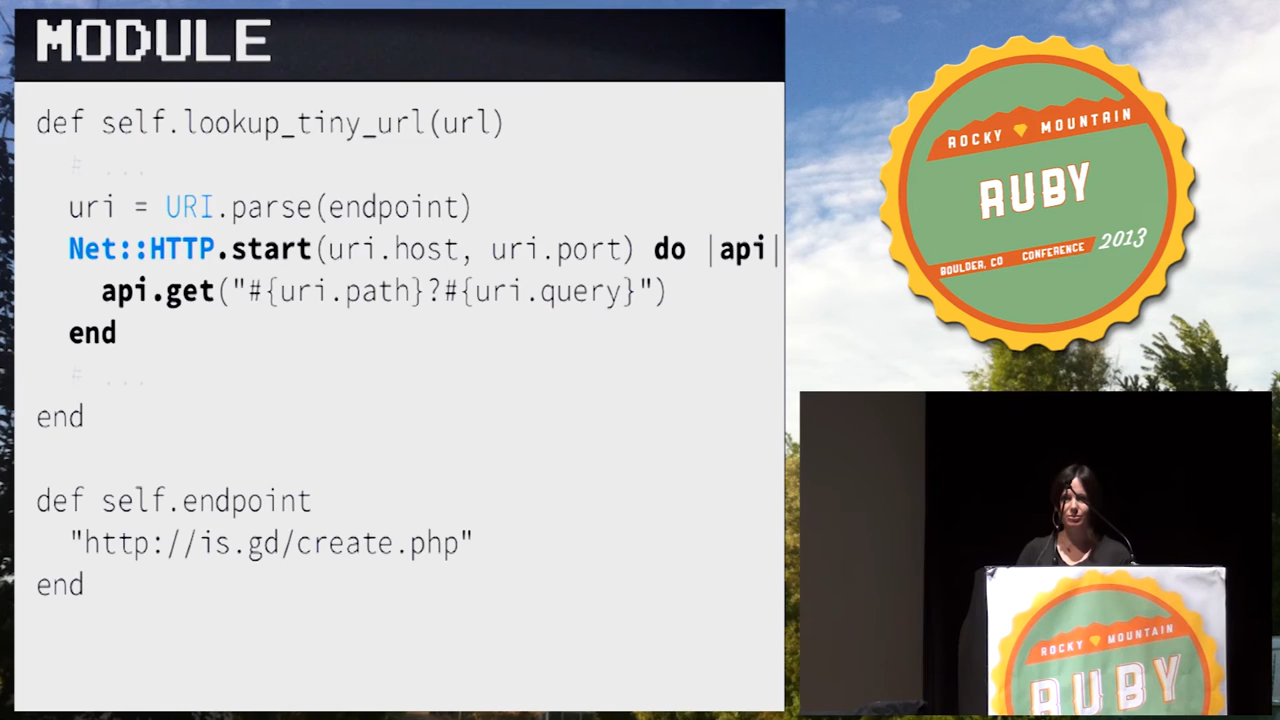 MODULE
def self.lookup_tiny_url(url)
# ...
uri = URI.parse(endpoint)
Net::HTTP.start(uri.host, uri.port) do |api|
api.get("#{uri.path}?#{uri.query}")
end
# ...
end
def self.endpoint
"http://is.gd/create.php"
end
ROCKY MOUNTAIN
RUBY
BOULDER, CO CONFERENCE 2013
ROCKY MOUNTAIN
RUBY